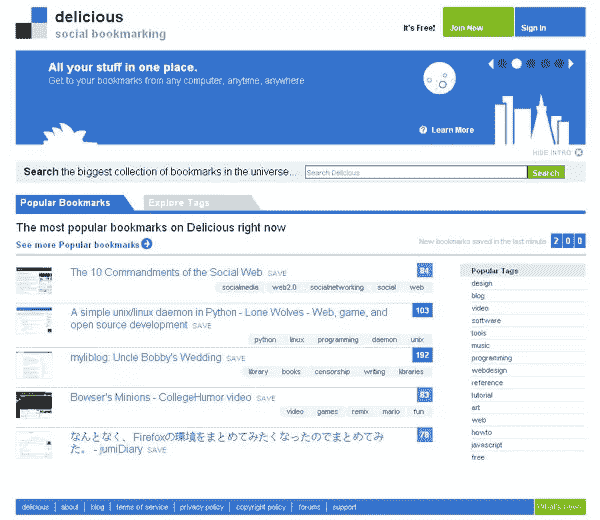 delicious
social bookmarking
It's Free!
Join Now
Sign In
All your stuff in one place.
Get to your bookmarks from any computer, anytime, anywhere
Learn More
HIDE INTRO
Search the biggest collection of bookmarks in the universe...
Search Delicious
Search
Popular Bookmarks
Explore Tags
The most popular bookmarks on Delicious right now
See more Popular bookmarks
New bookmarks saved in the last minute
2 0 0
The 10 Commandments of the Social Web SAVE
84
socialmedia web2.0 socialnetworking social web
A simple unix/linux daemon in Python - Lone Wolves - Web, game, and
open source development SAVE
103
python linux programming daemon unix
myliblog: Uncle Bobby's Wedding SAVE
192
library books censorship writing libraries
Bowser's Minions - CollegeHumor video SAVE
83
video games remix mario fun
なんとなく、Firefoxの環境をまとめてみたくなったのでまとめてみ
た。 - jumiDiary SAVE
78
Popular Tags
design
blog
video
software
tools
music
programming
webdesign
reference
tutorial
art
web
howto
javascript
free
delicious about blog terms of service privacy policy copyright policy forums support